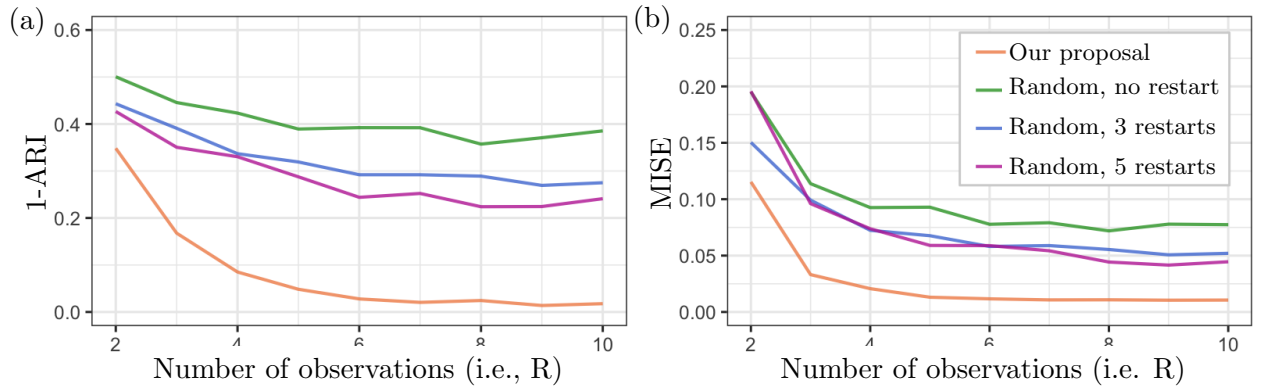 (a)
0.6
0.4
0.2
0.0
1-ARI
2 4 6 8 10
Number of observations (i.e., R)
(b)
0.25
0.20
0.15
0.10
0.05
0.00
MISE
Our proposal
Random, no restart
Random, 3 restarts
Random, 5 restarts
2 4 6 8 10
Number of observations (i.e. R)